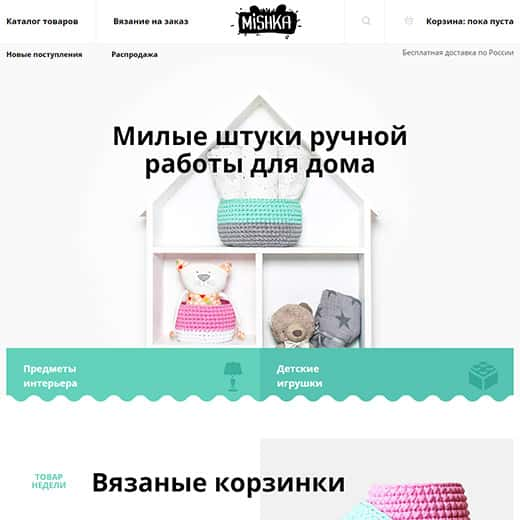 Каталог товаров
Вязание на заказ
MiSHKA
Корзина: пока пуста
Новые поступления
Распродажа
Бесплатная доставка по России
Милые штуки ручной
работы для дома
Предметы
интерьера
Детские
игрушки
ТОВАР
НЕДЕЛИ
Вязаные корзинки